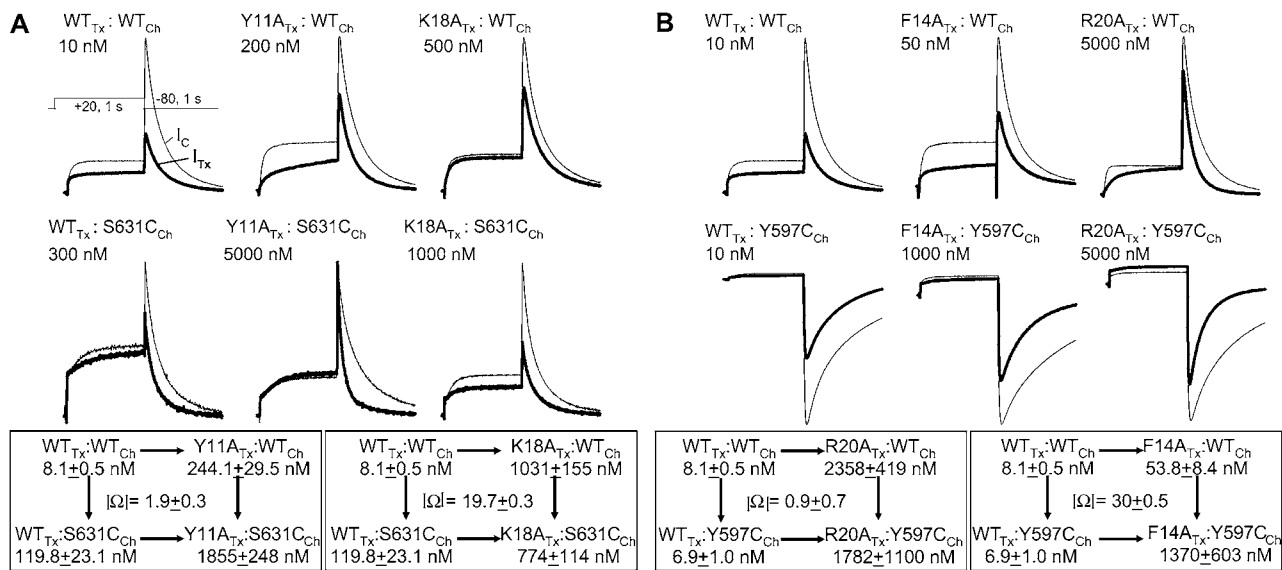 A
WT_Tx : WT_Ch
10 nM
Y11A_Tx : WT_Ch
200 nM
K18A_Tx : WT_Ch
500 nM
+20, 1 s
-80, 1 s
I_C
I_Tx
WT_Tx : S631C_Ch
300 nM
Y11A_Tx : S631C_Ch
5000 nM
K18A_Tx : S631C_Ch
1000 nM
WT_Tx:WT_Ch
8.1±0.5 nM
Y11A_Tx:WT_Ch
244.1±29.5 nM
|Ω|= 1.9±0.3
WT_Tx:S631C_Ch
119.8±23.1 nM
Y11A_Tx:S631C_Ch
1855±248 nM
WT_Tx:WT_Ch
8.1±0.5 nM
K18A_Tx:WT_Ch
1031±155 nM
|Ω|= 19.7±0.3
WT_Tx:S631C_Ch
119.8±23.1 nM
K18A_Tx:S631C_Ch
774±114 nM
B
WT_Tx : WT_Ch
10 nM
F14A_Tx : WT_Ch
50 nM
R20A_Tx : WT_Ch
5000 nM
WT_Tx : Y597C_Ch
10 nM
F14A_Tx : Y597C_Ch
1000 nM
R20A_Tx : Y597C_Ch
5000 nM
WT_Tx:WT_Ch
8.1±0.5 nM
R20A_Tx:WT_Ch
2358±419 nM
|Ω|= 0.9±0.7
WT_Tx:Y597C_Ch
6.9±1.0 nM
R20A_Tx:Y597C_Ch
1782±1100 nM
WT_Tx:WT_Ch
8.1±0.5 nM
F14A_Tx:WT_Ch
53.8±8.4 nM
|Ω|= 30±0.5
WT_Tx:Y597C_Ch
6.9±1.0 nM
F14A_Tx:Y597C_Ch
1370±603 nM